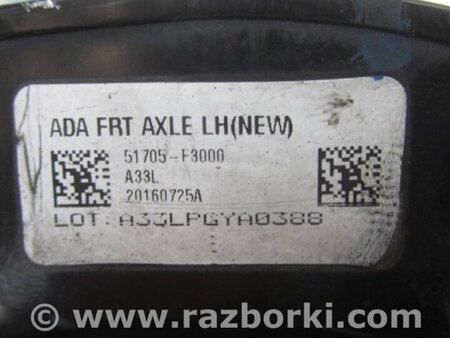 ADA FRT AXLE LH(NEW)
51705-F3000
A33L
20160725A
LOT:A33LPGYA0388
© www.razborki.com